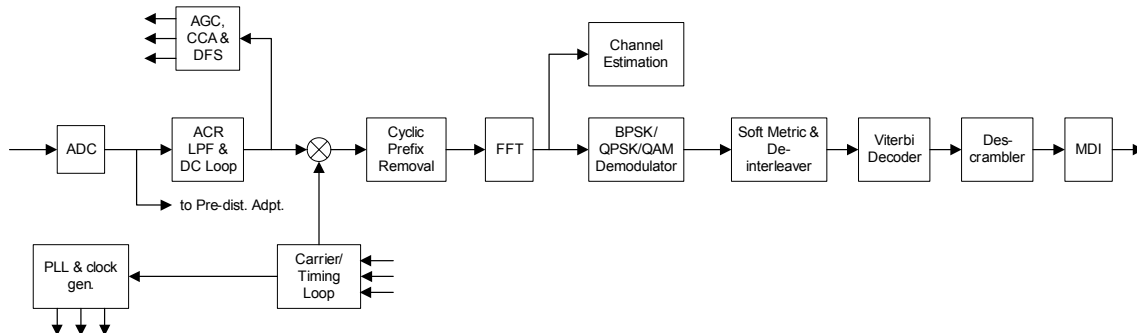 AGC,
CCA &
DFS
Channel
Estimation
ADC
ACR
LPF &
DC Loop
Cyclic
Prefix
Removal
FFT
BPSK/
QPSK/QAM
Demodulator
Soft Metric &
De-
interleaver
Viterbi
Decoder
Des-
crambler
MDI
to Pre-dist. Adpt.
PLL & clock
gen.
Carrier/
Timing
Loop